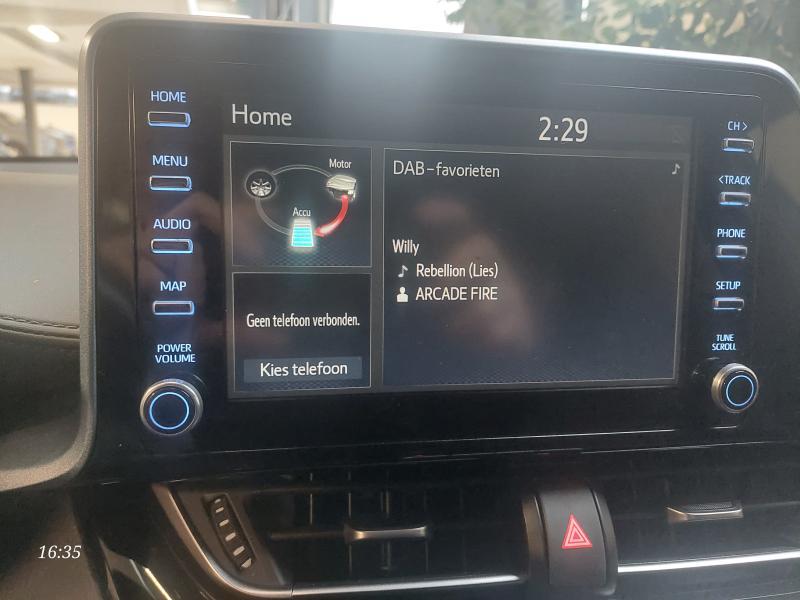 HOME
MENU
AUDIO
MAP
POWER
VOLUME
Home
2:29
Motor
Accu
Geen telefoon verbonden.
Kies telefoon
DAB-favorieten
Willy
Rebellion (Lies)
ARCADE FIRE
CH >
< TRACK
PHONE
SETUP
TUNE
SCROLL
16:35